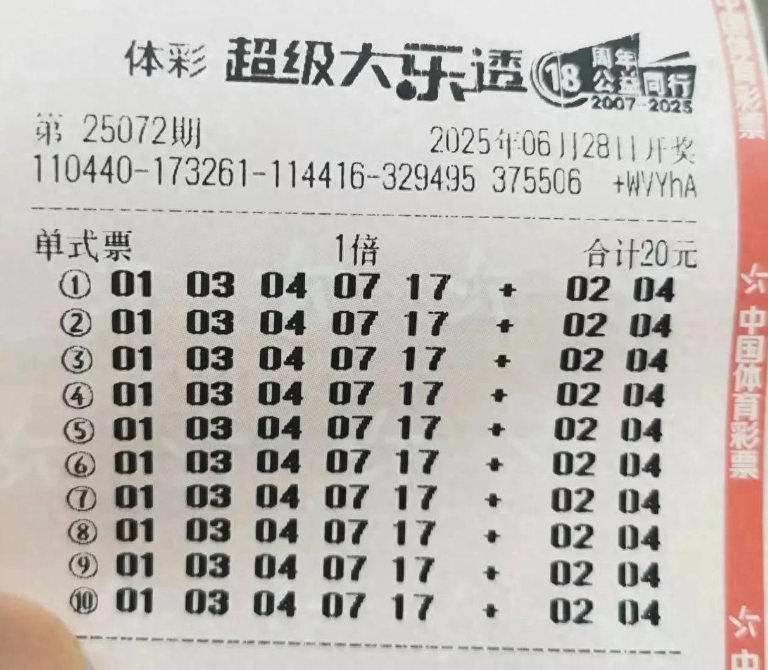 体彩 超级大乐透 18 周年 公益同行 2007-2025
第 25072期 2025年06月28日开奖
110440-173261-114416-329495 375506 +WVYhA
单式票 1倍 合计20元
① 01 03 04 07 17 + 02 04
② 01 03 04 07 17 + 02 04
③ 01 03 04 07 17 + 02 04
④ 01 03 04 07 17 + 02 04
⑤ 01 03 04 07 17 + 02 04
⑥ 01 03 04 07 17 + 02 04
⑦ 01 03 04 07 17 + 02 04
⑧ 01 03 04 07 17 + 02 04
⑨ 01 03 04 07 17 + 02 04
⑩ 01 03 04 07 17 + 02 04
中国体育彩票
中国体育彩票
中